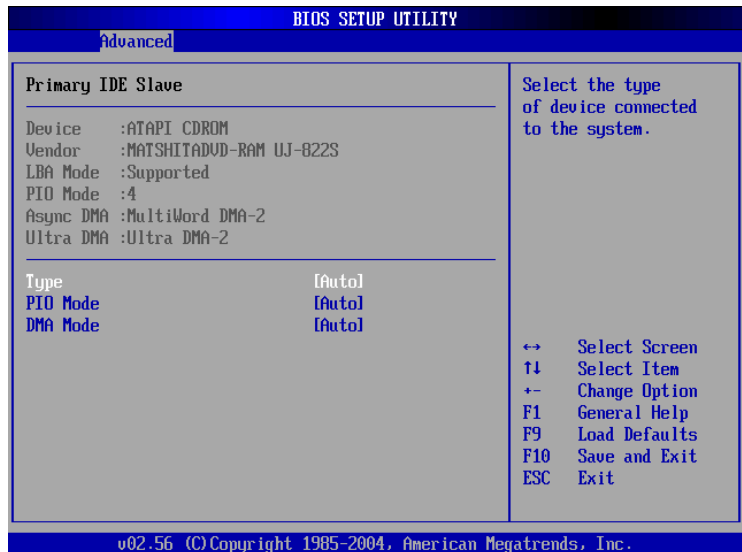 BIOS SETUP UTILITY
Advanced
Primary IDE Slave
Device :ATAPI CDROM
Vendor :MATSHITADVD-RAM UJ-822S
LBA Mode :Supported
PIO Mode :4
Async DMA :MultiWord DMA-2
Ultra DMA :Ultra DMA-2
Type [Auto]
PIO Mode [Auto]
DMA Mode [Auto]
Select the type
of device connected
to the system.
↔ Select Screen
↑↓ Select Item
+- Change Option
F1 General Help
F9 Load Defaults
F10 Save and Exit
ESC Exit
v02.56 (C)Copyright 1985-2004, American Megatrends, Inc.